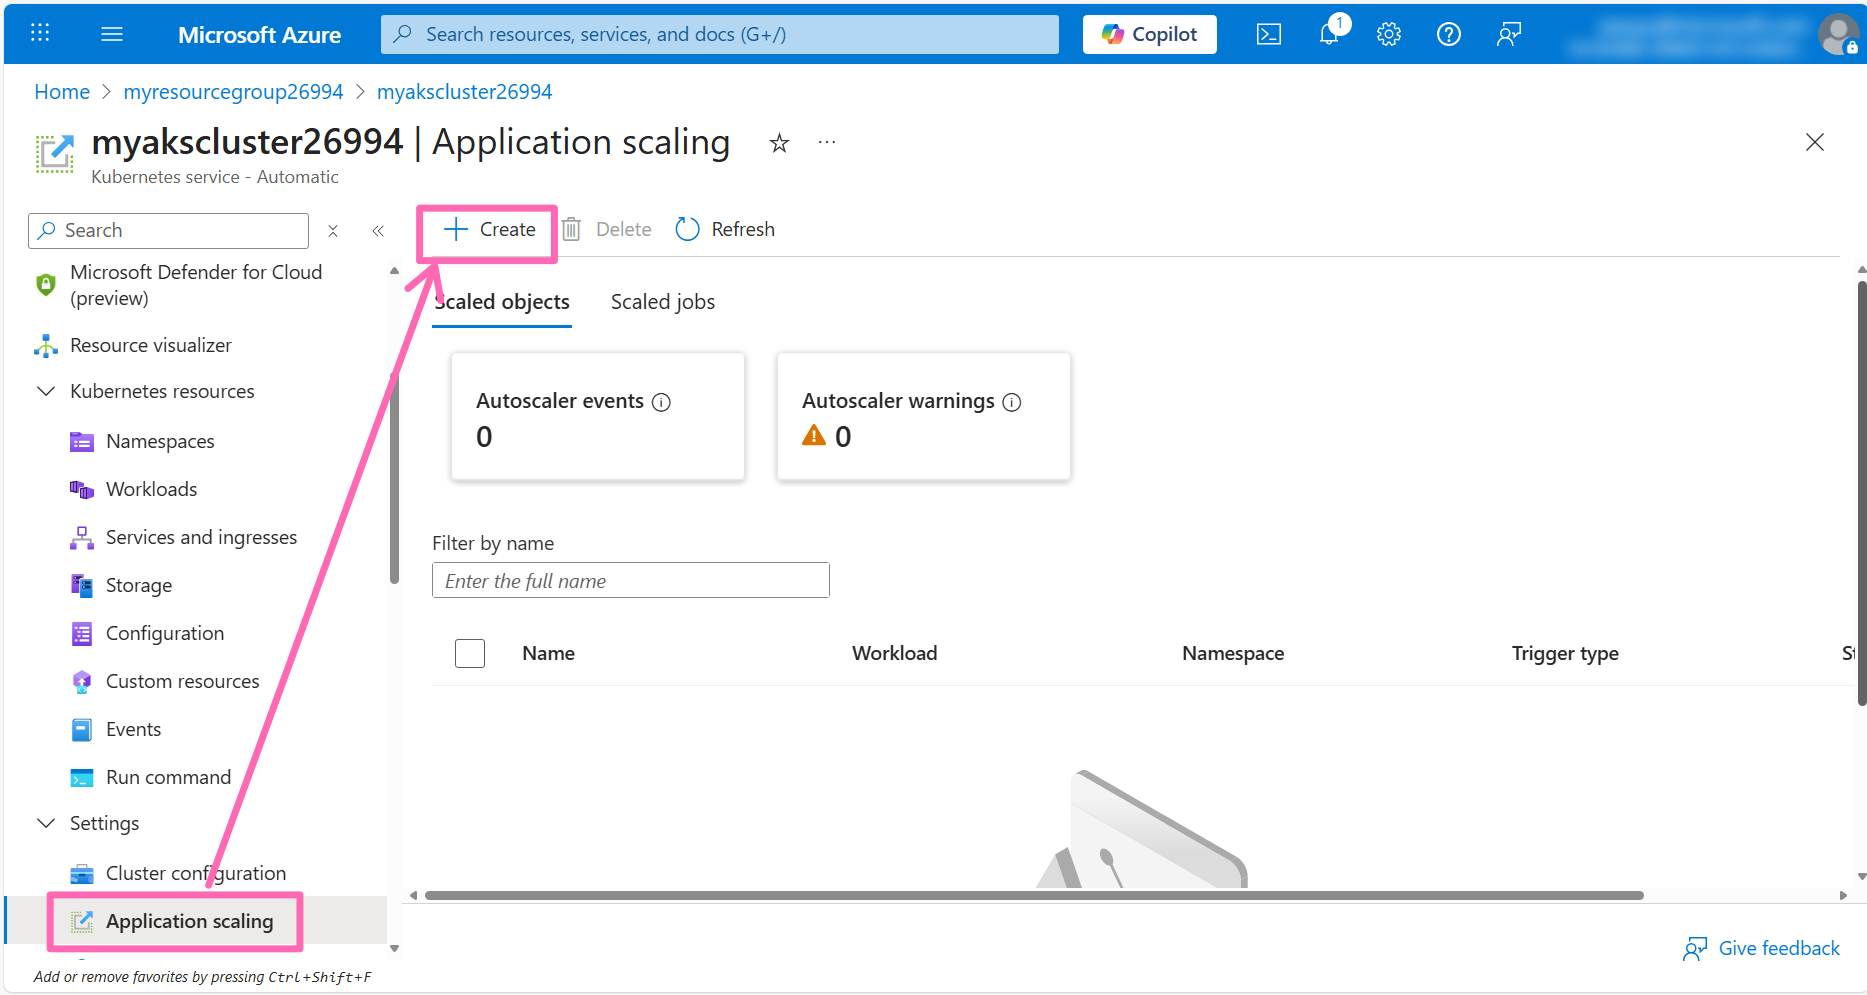 Microsoft Azure
Search resources, services, and docs (G+/)
Copilot
1
Home > myresourcegroup26994 > myakscluster26994
myakscluster26994 | Application scaling
Kubernetes service - Automatic
Search
Create
Delete
Refresh
Microsoft Defender for Cloud
(preview)
Resource visualizer
Kubernetes resources
Namespaces
Workloads
Services and ingresses
Storage
Configuration
Custom resources
Events
Run command
Settings
Cluster configuration
Application scaling
Add or remove favorites by pressing Ctrl+Shift+F
Scaled objects
Scaled jobs
Autoscaler events
0
Autoscaler warnings
0
Filter by name
Enter the full name
Name Workload Namespace Trigger type
Give feedback